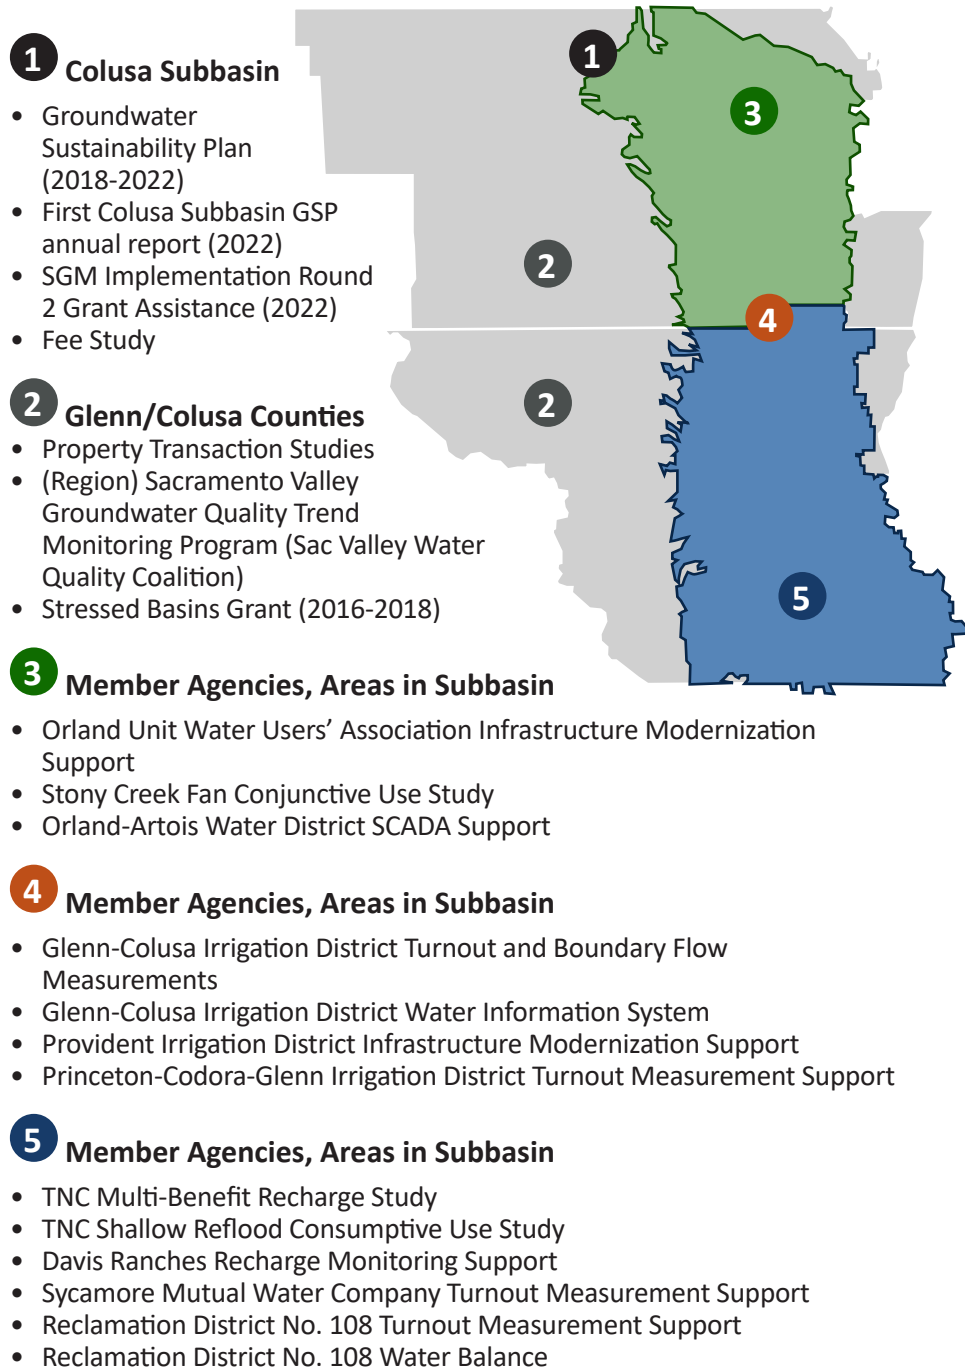 1 Colusa Subbasin
• Groundwater
Sustainability Plan
(2018-2022)
• First Colusa Subbasin GSP
annual report (2022)
• SGM Implementation Round
2 Grant Assistance (2022)
• Fee Study
2 Glenn/Colusa Counties
• Property Transaction Studies
• (Region) Sacramento Valley
Groundwater Quality Trend
Monitoring Program (Sac Valley Water
Quality Coalition)
• Stressed Basins Grant (2016-2018)
3 Member Agencies, Areas in Subbasin
• Orland Unit Water Users’ Association Infrastructure Modernization
Support
• Stony Creek Fan Conjunctive Use Study
• Orland-Artois Water District SCADA Support
4 Member Agencies, Areas in Subbasin
• Glenn-Colusa Irrigation District Turnout and Boundary Flow
Measurements
• Glenn-Colusa Irrigation District Water Information System
• Provident Irrigation District Infrastructure Modernization Support
• Princeton-Codora-Glenn Irrigation District Turnout Measurement Support
5 Member Agencies, Areas in Subbasin
• TNC Multi-Benefit Recharge Study
• TNC Shallow Reflood Consumptive Use Study
• Davis Ranches Recharge Monitoring Support
• Sycamore Mutual Water Company Turnout Measurement Support
• Reclamation District No. 108 Turnout Measurement Support
• Reclamation District No. 108 Water Balance
1
3
2
4
2
5